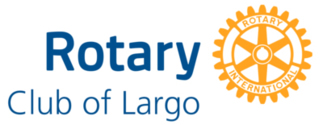 Rotary
Club of Largo
ROTARY
INTERNATIONAL